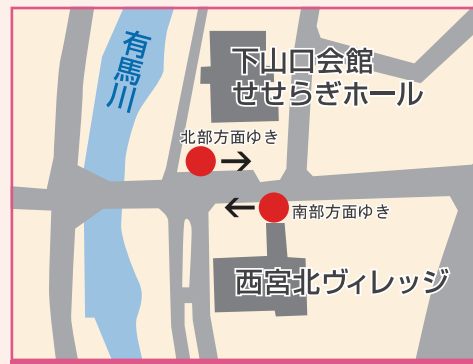 有馬川
下山口会館
せせらぎホール
北部方面ゆき
南部方面ゆき
西宮北ヴィレッジ